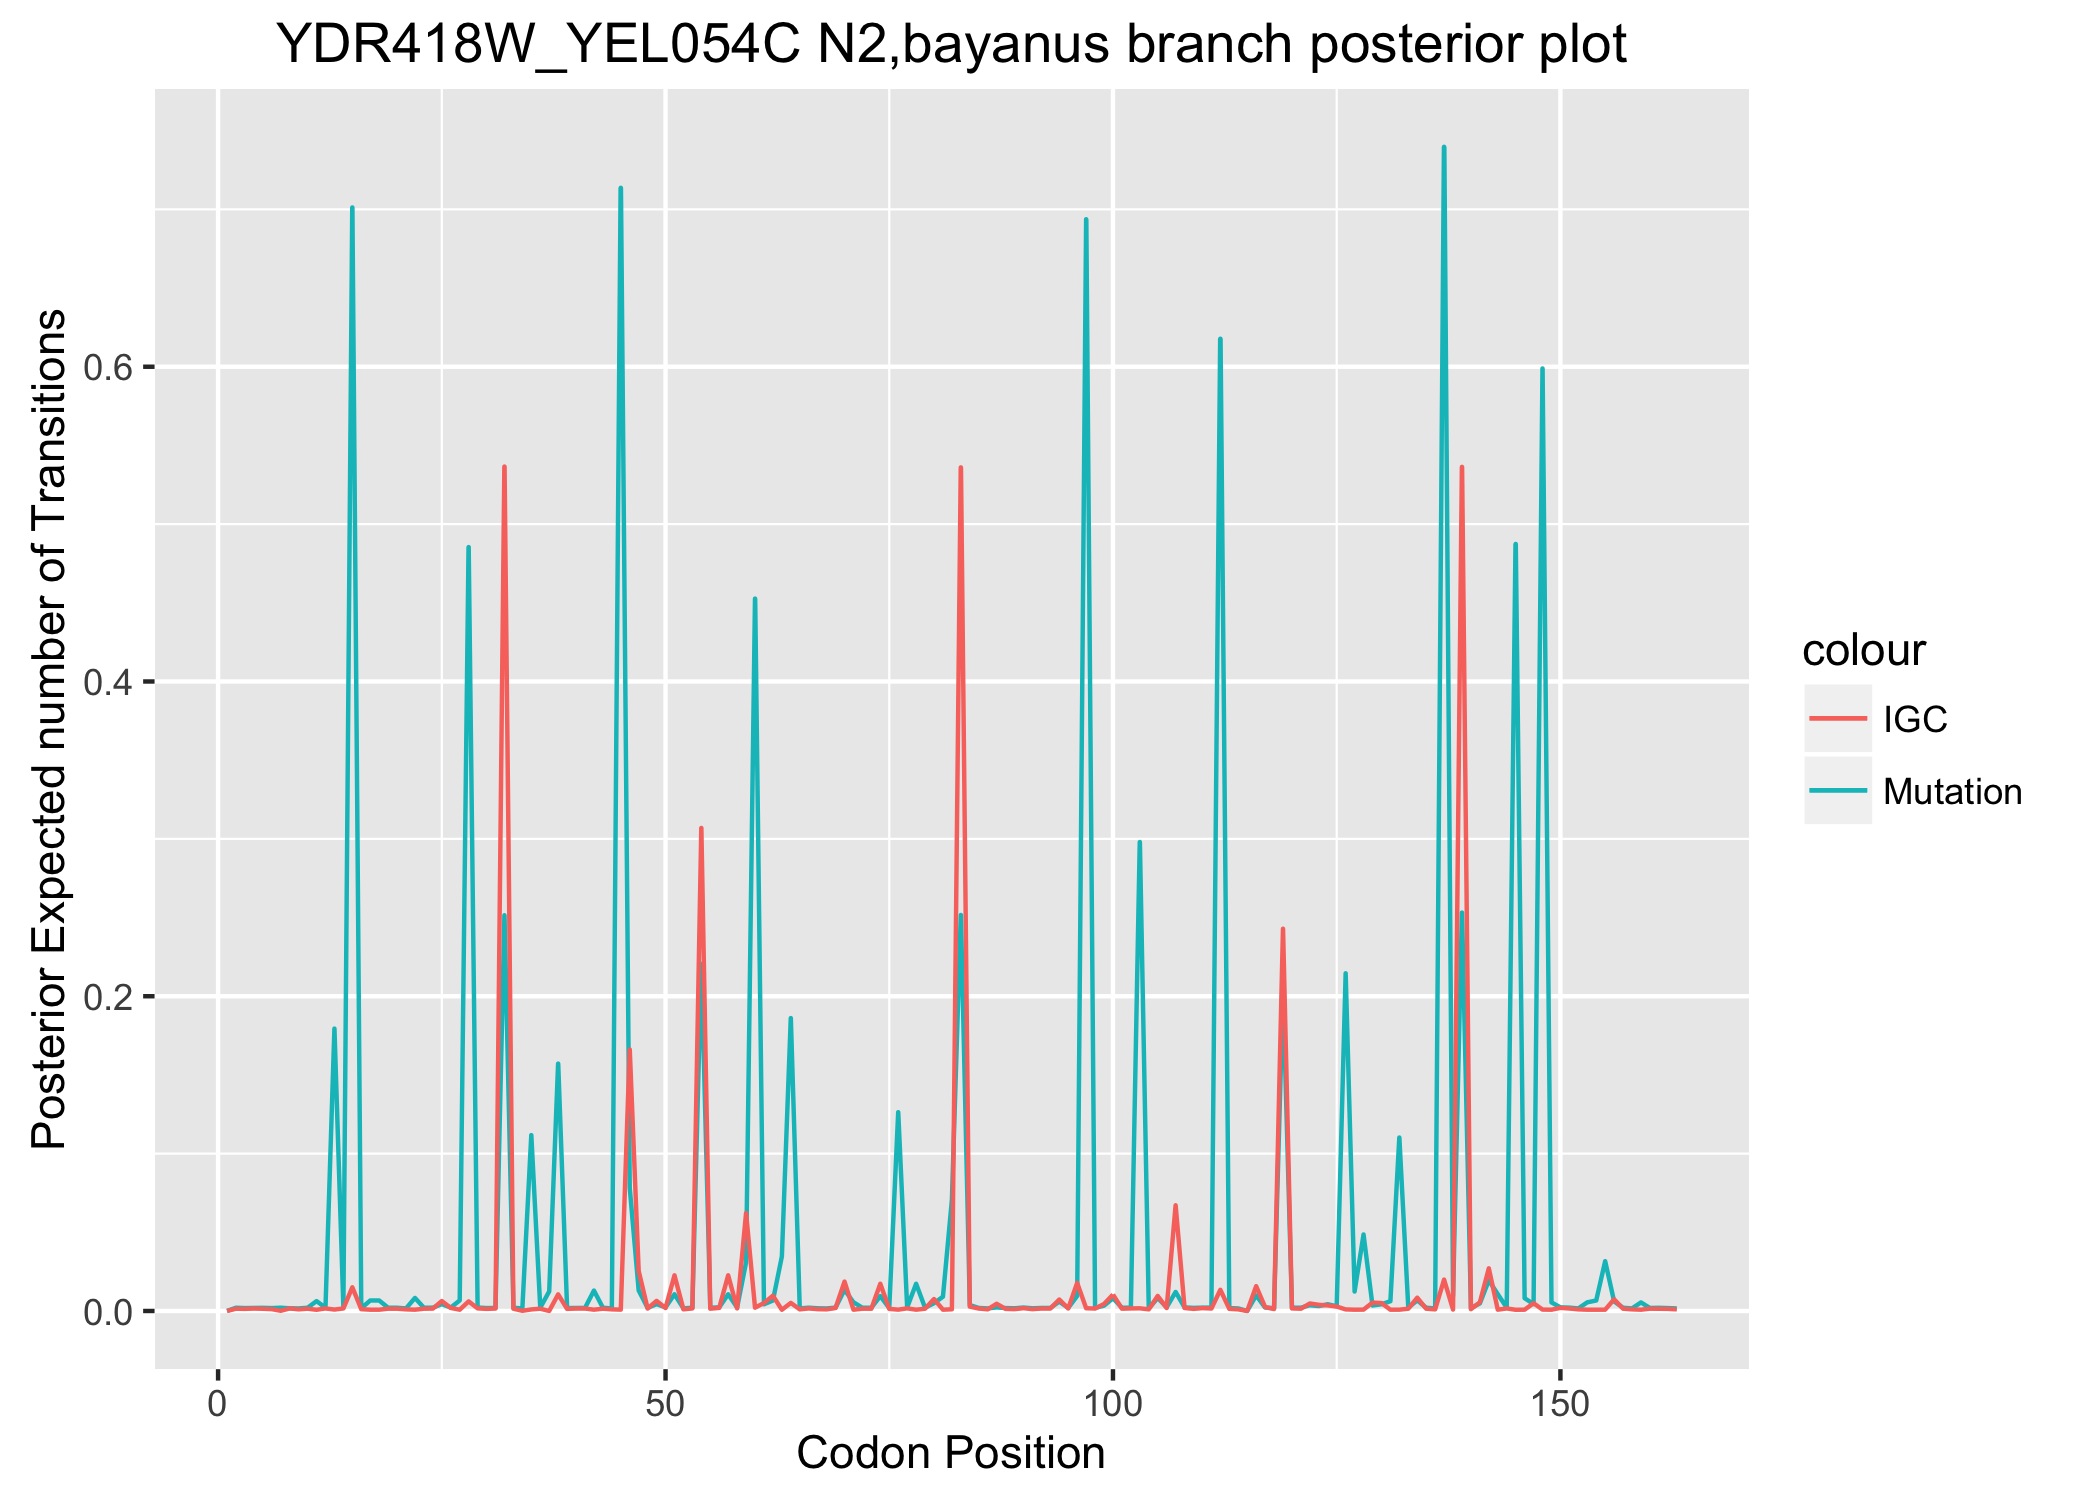 YDR418W_YEL054C N2,bayanus branch posterior plot
Posterior Expected number of Transitions
0.6
0.4
0.2
0.0
0
50
100
150
Codon Position
colour
IGC
Mutation